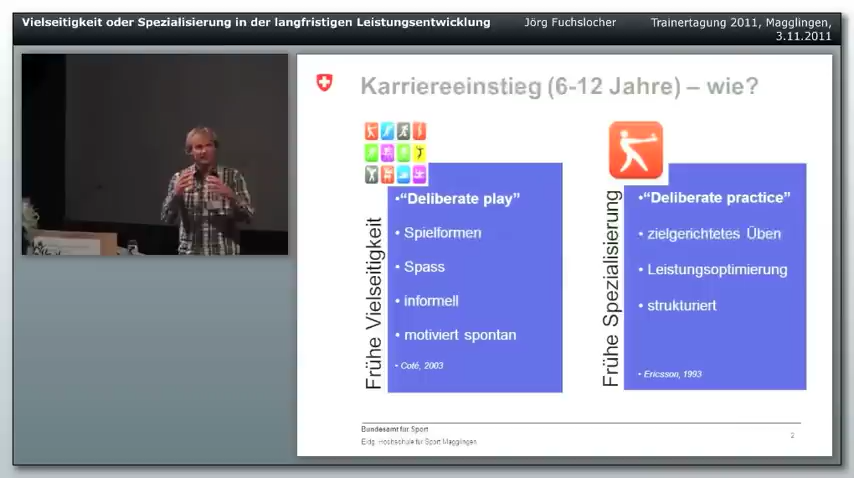 Vielseitigkeit oder Spezialisierung in der langfristigen Leistungsentwicklung
Jörg Fuchslocher
Trainertagung 2011, Magglingen,
3.11.2011
Karriereeinstieg (6-12 Jahre) – wie?
Frühe Vielseitigkeit
•“Deliberate play”
• Spielformen
• Spass
• informell
• motiviert spontan
• Coté, 2003
Frühe Spezialisierung
•“Deliberate practice”
• zielgerichtetes Üben
• Leistungsoptimierung
• strukturiert
• Ericsson, 1993
Bundesamt für Sport
Eidg. Hochschule für Sport Magglingen
2